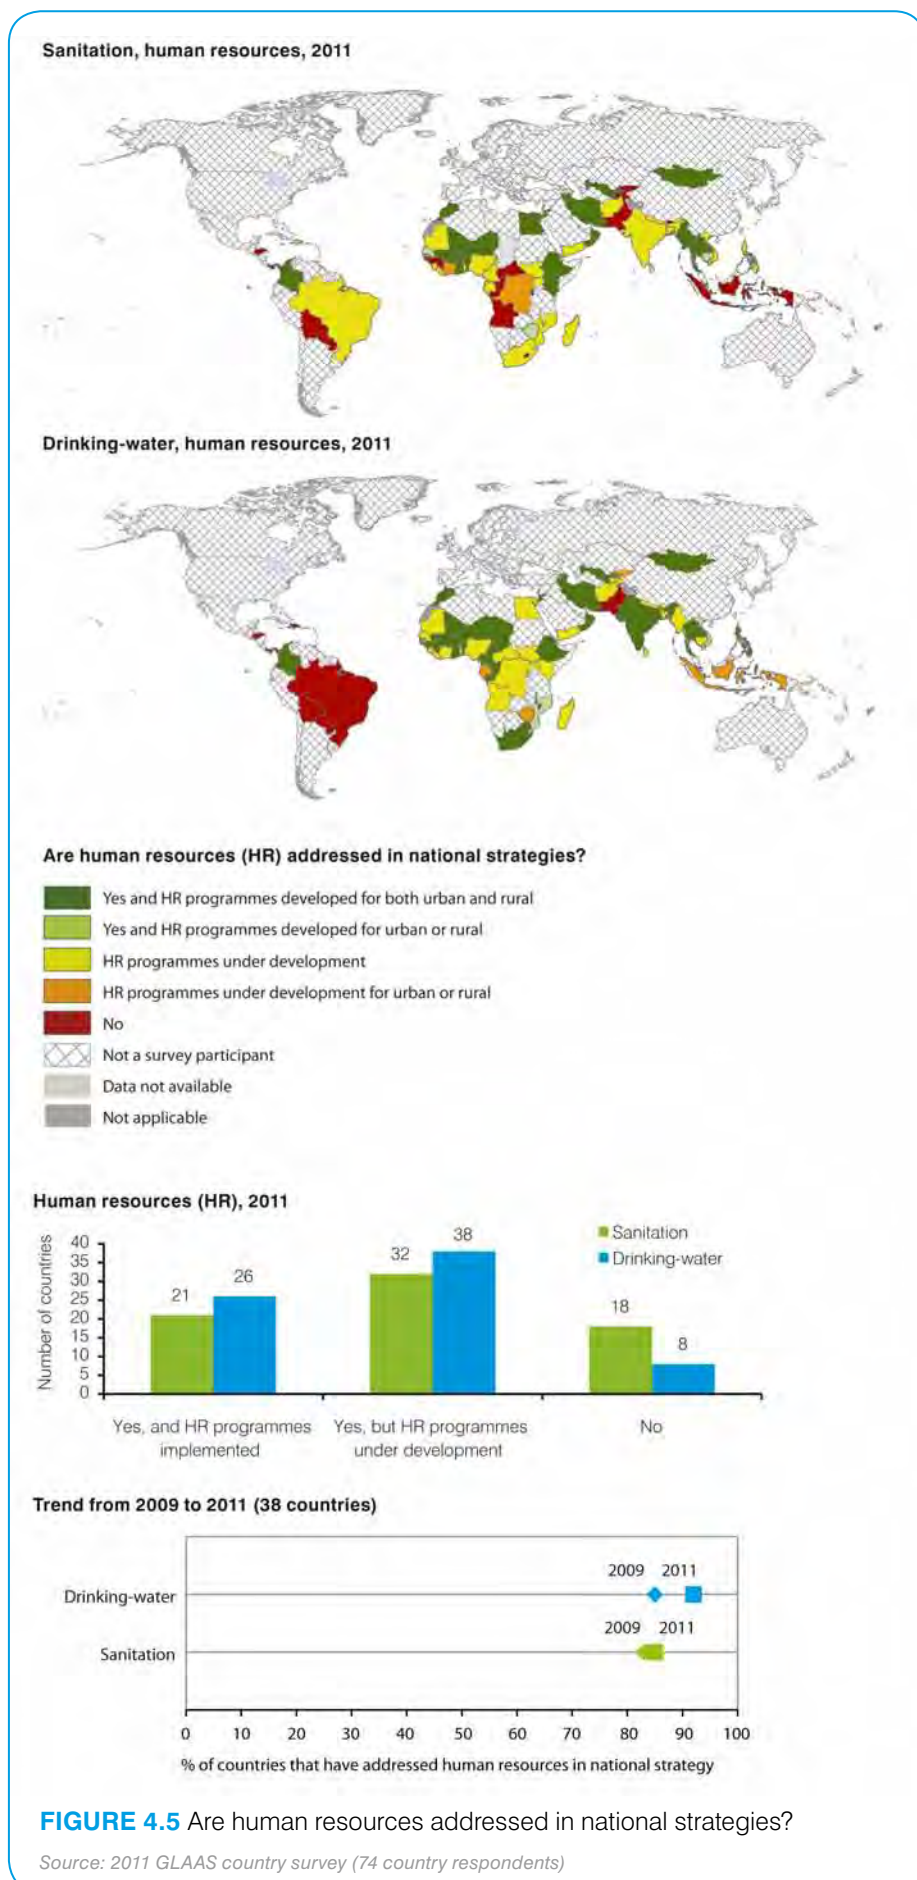 Sanitation, human resources, 2011
Drinking-water, human resources, 2011
Are human resources (HR) addressed in national strategies?
Yes and HR programmes developed for both urban and rural
Yes and HR programmes developed for urban or rural
HR programmes under development
HR programmes under development for urban or rural
No
Not a survey participant
Data not available
Not applicable
Human resources (HR), 2011
Number of countries
40
35
30
25
20
15
10
5
0
21
26
32
38
18
8
Sanitation
Drinking-water
Yes, and HR programmes
implemented
Yes, but HR programmes
under development
No
Trend from 2009 to 2011 (38 countries)
2009 2011
Drinking-water
2009 2011
Sanitation
0 10 20 30 40 50 60 70 80 90 100
% of countries that have addressed human resources in national strategy
FIGURE 4.5 Are human resources addressed in national strategies?
Source: 2011 GLAAS country survey (74 country respondents)